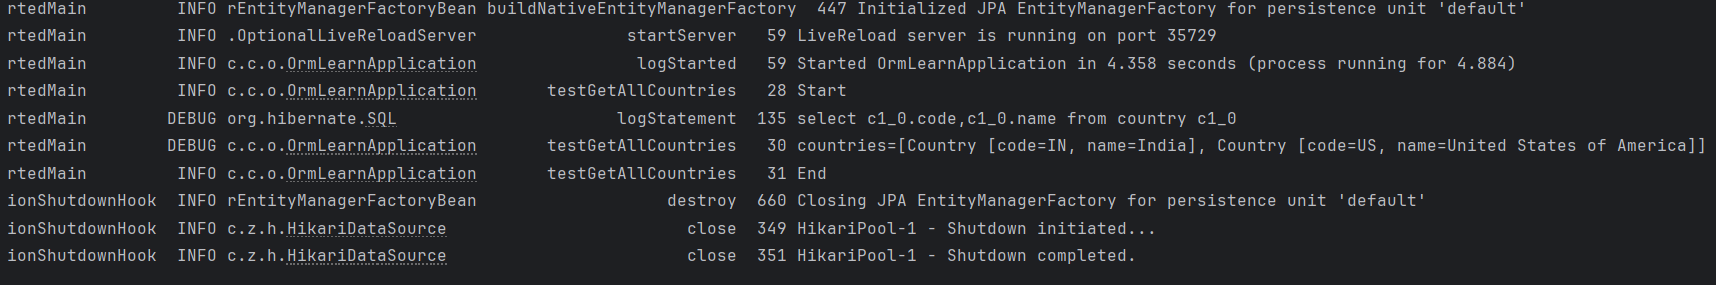 rtedMain INFO rEntityManagerFactoryBean buildNativeEntityManagerFactory 447 Initialized JPA EntityManagerFactory for persistence unit 'default'
rtedMain INFO .OptionalLiveReloadServer startServer 59 LiveReload server is running on port 35729
rtedMain INFO c.c.o.OrmLearnApplication logStarted 59 Started OrmLearnApplication in 4.358 seconds (process running for 4.884)
rtedMain INFO c.c.o.OrmLearnApplication testGetAllCountries 28 Start
rtedMain DEBUG org.hibernate.SQL logStatement 135 select c1_0.code,c1_0.name from country c1_0
rtedMain DEBUG c.c.o.OrmLearnApplication testGetAllCountries 30 countries=[Country [code=IN, name=India], Country [code=US, name=United States of America]]
rtedMain INFO c.c.o.OrmLearnApplication testGetAllCountries 31 End
ionShutdownHook INFO rEntityManagerFactoryBean destroy 660 Closing JPA EntityManagerFactory for persistence unit 'default'
ionShutdownHook INFO c.z.h.HikariDataSource close 349 HikariPool-1 - Shutdown initiated...
ionShutdownHook INFO c.z.h.HikariDataSource close 351 HikariPool-1 - Shutdown completed.